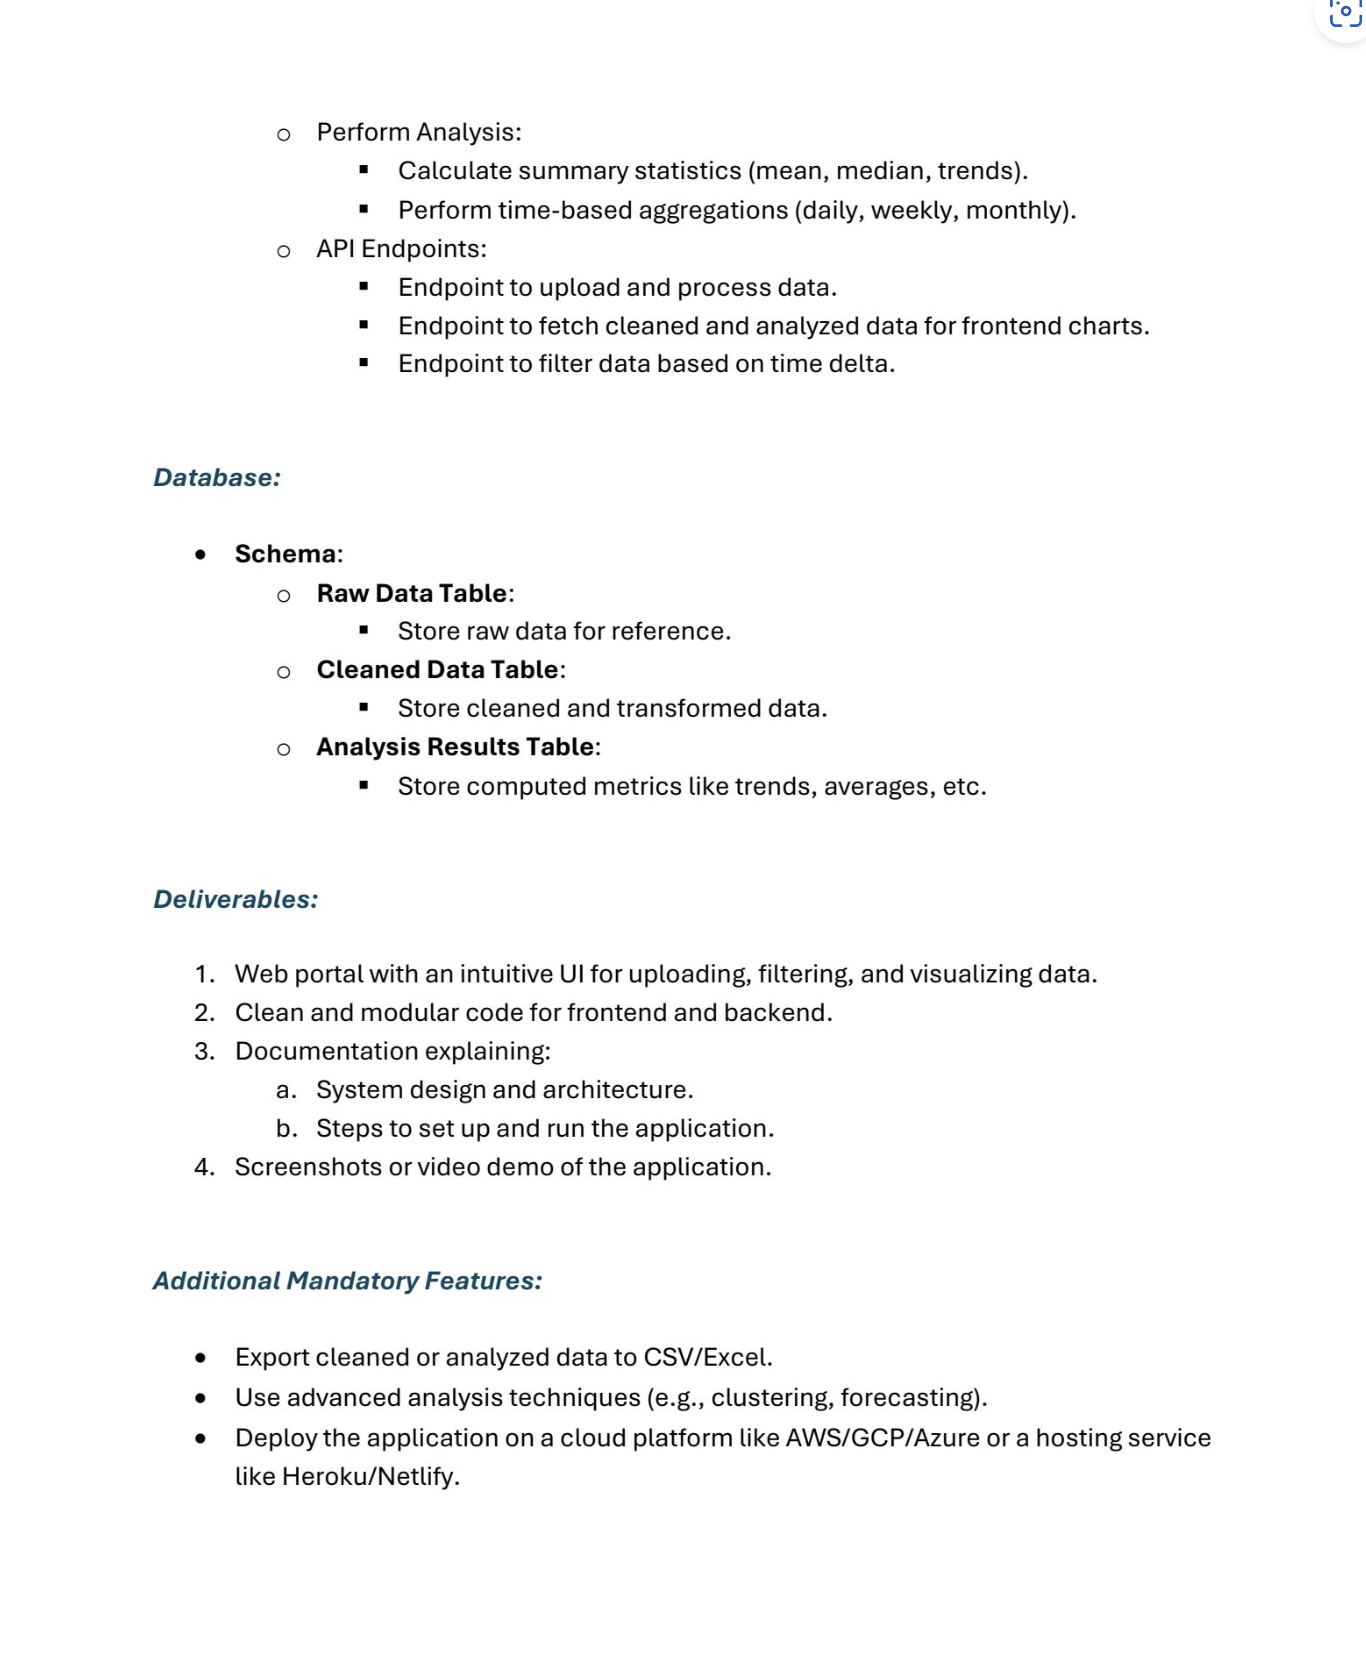 o Perform Analysis:
▪ Calculate summary statistics (mean, median, trends).
▪ Perform time-based aggregations (daily, weekly, monthly).
o API Endpoints:
▪ Endpoint to upload and process data.
▪ Endpoint to fetch cleaned and analyzed data for frontend charts.
▪ Endpoint to filter data based on time delta.
Database:
• Schema:
o Raw Data Table:
▪ Store raw data for reference.
o Cleaned Data Table:
▪ Store cleaned and transformed data.
o Analysis Results Table:
▪ Store computed metrics like trends, averages, etc.
Deliverables:
1. Web portal with an intuitive UI for uploading, filtering, and visualizing data.
2. Clean and modular code for frontend and backend.
3. Documentation explaining:
a. System design and architecture.
b. Steps to set up and run the application.
4. Screenshots or video demo of the application.
Additional Mandatory Features:
• Export cleaned or analyzed data to CSV/Excel.
• Use advanced analysis techniques (e.g., clustering, forecasting).
• Deploy the application on a cloud platform like AWS/GCP/Azure or a hosting service
like Heroku/Netlify.